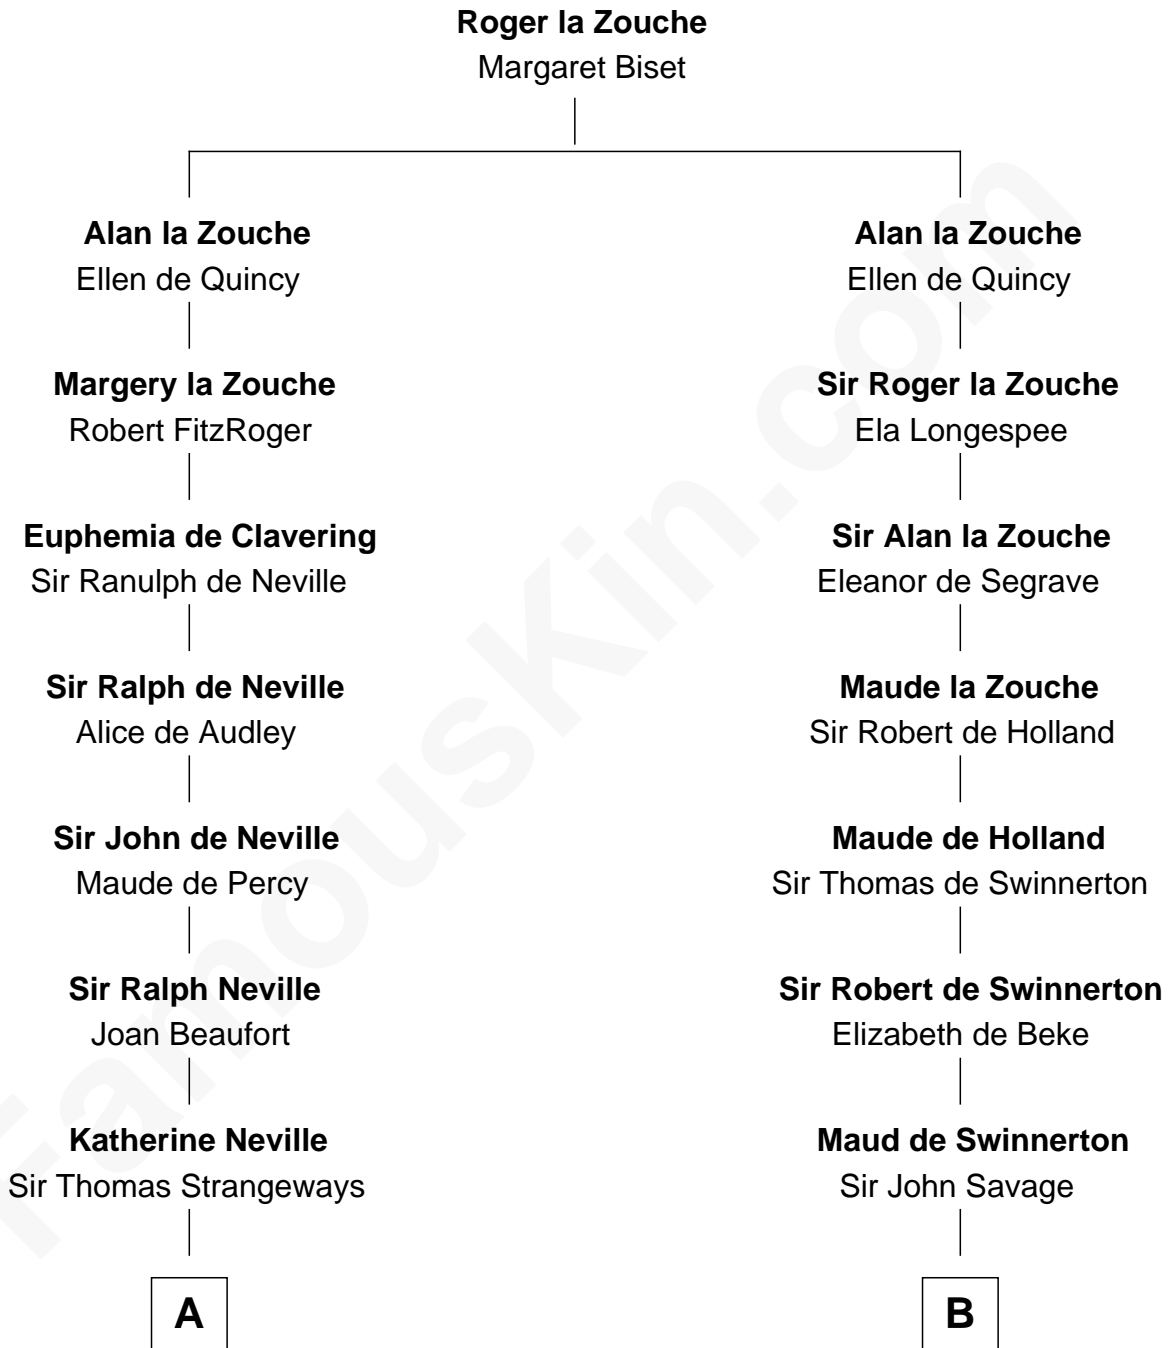 Roger la Zouche
Margaret Biset
Alan la Zouche
Ellen de Quincy
Alan la Zouche
Ellen de Quincy
Margery la Zouche
Robert FitzRoger
Sir Roger la Zouche
Ela Longespee
Euphemia de Clavering
Sir Ranulph de Neville
Sir Alan la Zouche
Eleanor de Segrave
Sir Ralph de Neville
Alice de Audley
Maude la Zouche
Sir Robert de Holland
Sir John de Neville
Maude de Percy
Maude de Holland
Sir Thomas de Swinnerton
Sir Ralph Neville
Joan Beaufort
Sir Robert de Swinnerton
Elizabeth de Beke
Katherine Neville
Sir Thomas Strangeways
Maud de Swinnerton
Sir John Savage
A
B
FamousKin.com